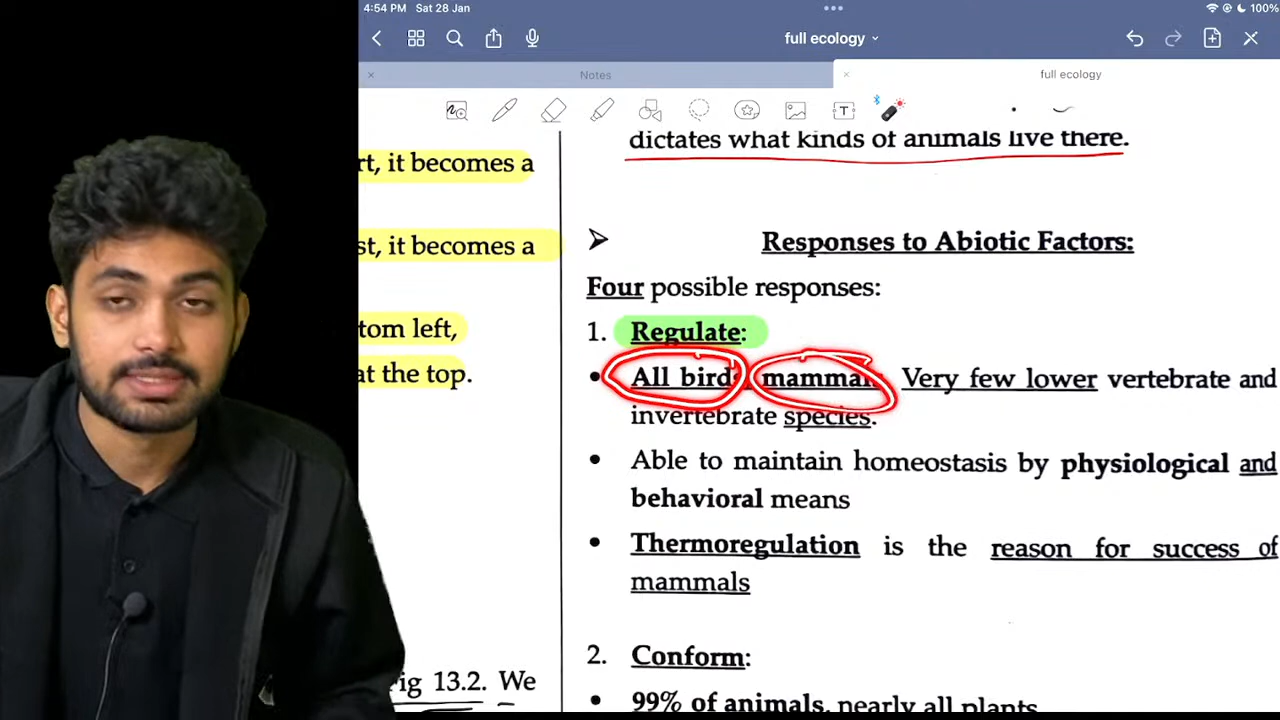 4:54 PM Sat 28 Jan
100%
full ecology
Notes
full ecology
T
dictates what kinds of animals live there.
rt, it becomes a
st, it becomes a
tom left,
at the top.
Fig 13.2. We
➤ Responses to Abiotic Factors:
Four possible responses:
1. Regulate:
• All birds, mammals. Very few lower vertebrate and
invertebrate species.
• Able to maintain homeostasis by physiological and
behavioral means
• Thermoregulation is the reason for success of
mammals
2. Conform:
• 99% of animals, nearly all plants